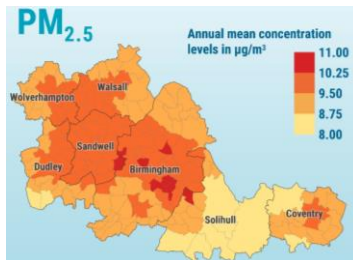 PM2.5
Annual mean concentration
levels in µg/m³
11.00
10.25
9.50
8.75
8.00
Walsall
Wolverhampton
Sandwell
Dudley
Birmingham
Solihull
Coventry